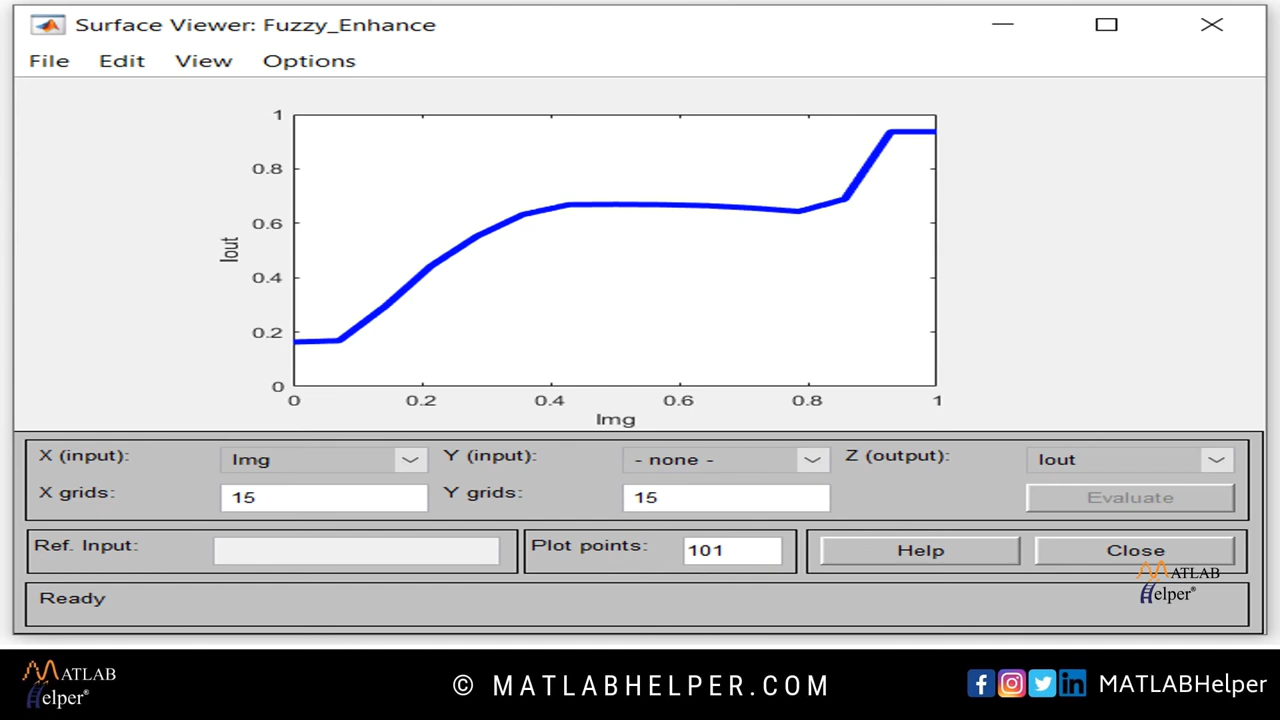 Surface Viewer: Fuzzy_Enhance
File Edit View Options
1
0.8
0.6
0.4
0.2
0
Iout
0 0.2 0.4 0.6 0.8 1
Img
X (input): Img Y (input): - none - Z (output): Iout
X grids: 15 Y grids: 15 Evaluate
Ref. Input: Plot points: 101 Help Close
MATLAB
Helper®
Ready
MATLAB
Helper®
© MATLABHELPER.COM
MATLABHelper